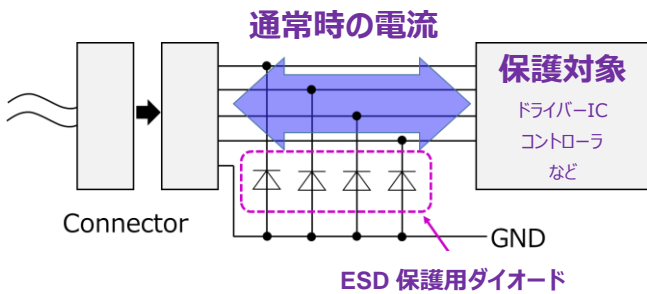 通常時の電流
保護対象
ドライバーIC
コントローラ
など
Connector
GND
ESD 保護用ダイオード